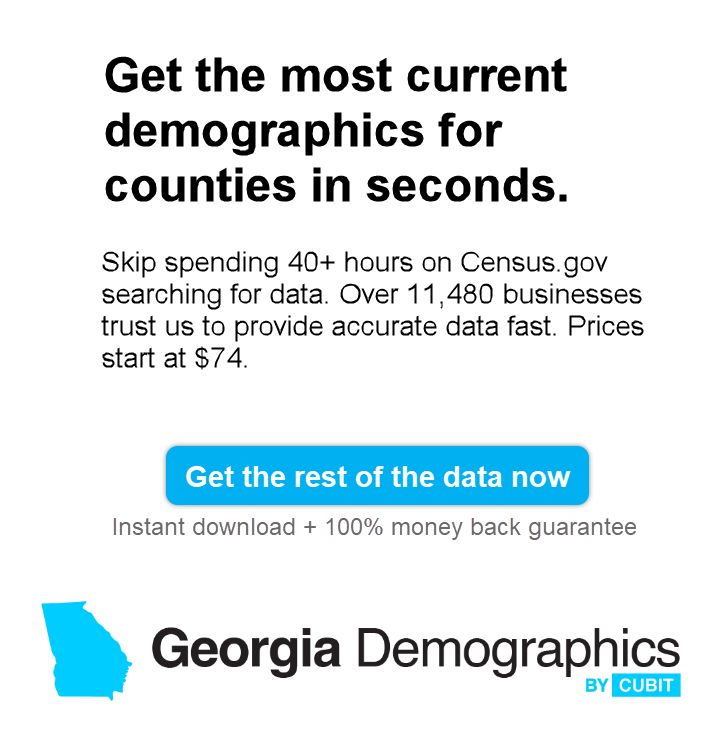 Get the most current
demographics for
counties in seconds.
Skip spending 40+ hours on Census.gov
searching for data. Over 11,480 businesses
trust us to provide accurate data fast. Prices
start at $74.
Get the rest of the data now
Instant download + 100% money back guarantee
Georgia Demographics
BY CUBIT